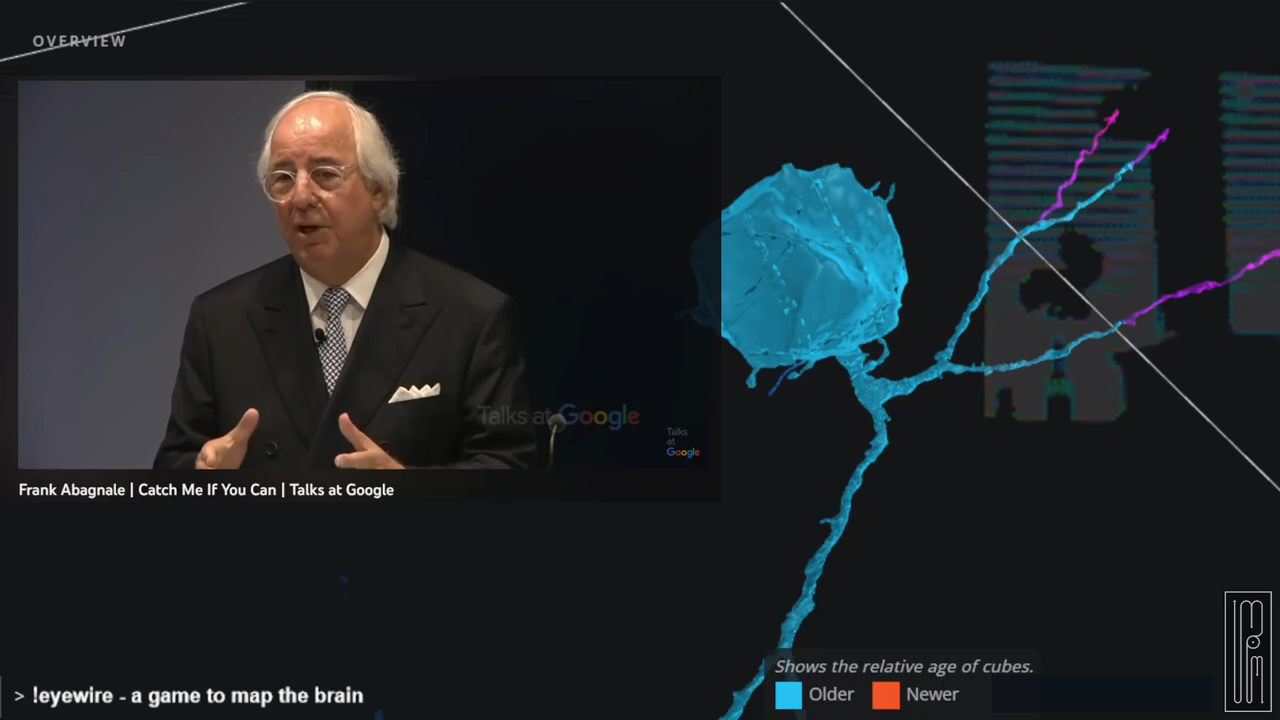 OVERVIEW
Talks at Google
Talks
at
Google
Frank Abagnale | Catch Me If You Can | Talks at Google
Shows the relative age of cubes.
Older Newer
> !eyewire - a game to map the brain